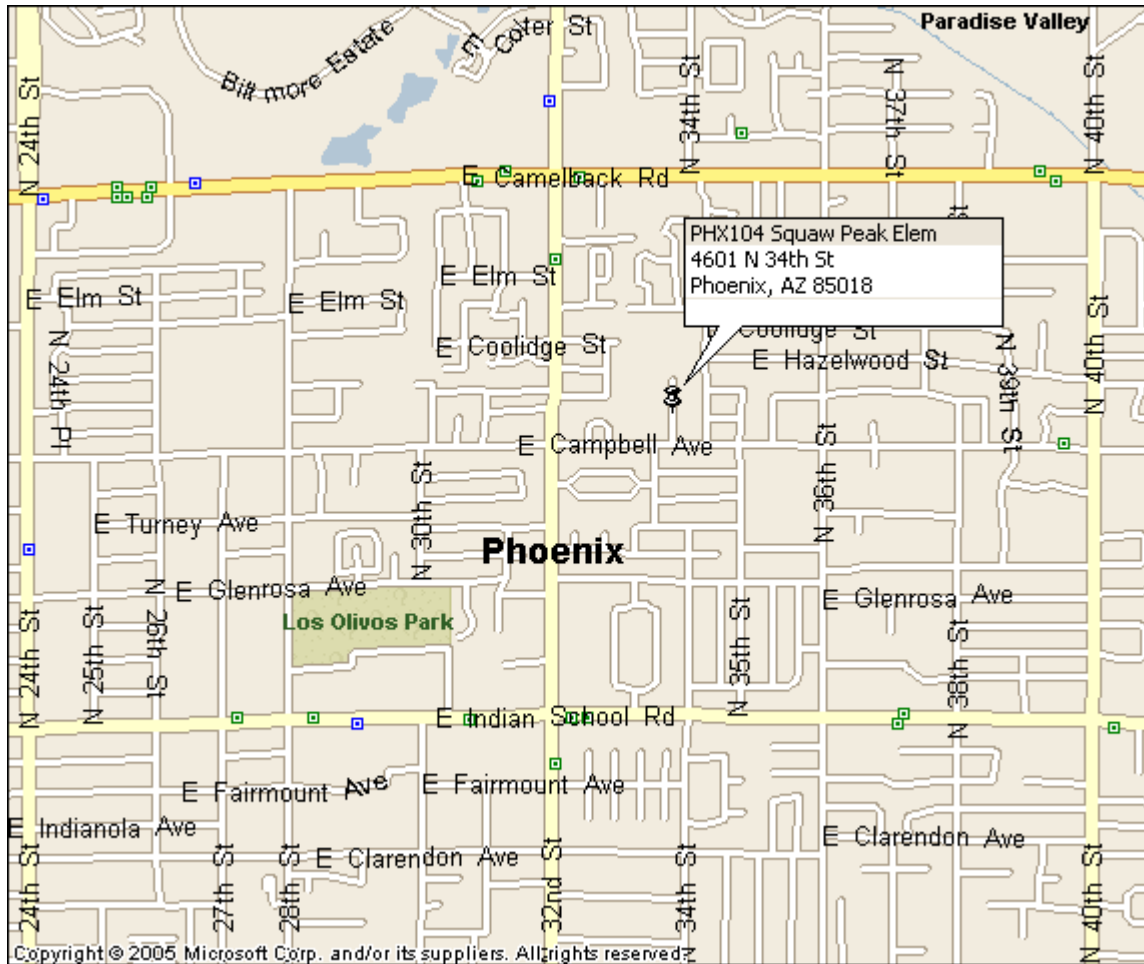 Paradise Valley
E Colter St
Biltmore Estate
N 24th St
N 34th St
N 37th St
N 40th St
E Camelback Rd
PHX104 Squaw Peak Elem
4601 N 34th St
Phoenix, AZ 85018
E Elm St
E Elm St
E Elm St
N 24th Pl
E Coolidge St
Coolidge St
E Hazelwood St
N 39th St
N 40th St
E Campbell Ave
N 30th St
N 36th St
E Turney Ave
Phoenix
E Glenrosa Ave
E Glenrosa Ave
Los Olivos Park
N 24th St
N 25th St
N 26th St
N 35th St
N 38th St
E Indian School Rd
E Fairmount Ave
E Fairmount Ave
E Indianola Ave
E Clarendon Ave
E Clarendon Ave
24th St
27th St
28th St
32nd St
N 34th St
N 40th St
Copyright © 2005 Microsoft Corp. and/or its suppliers. All rights reserved.